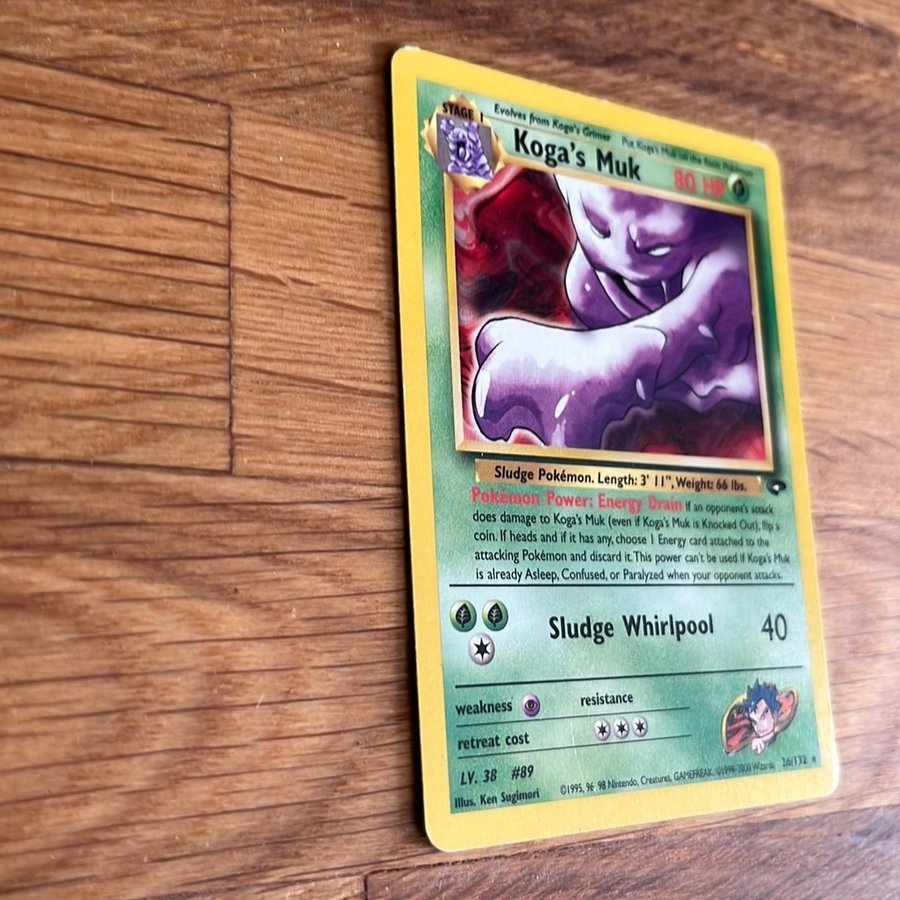 STAGE 1
Evolves from Koga's Grimer Put Koga's Muk on the Basic Pokémon
Koga's Muk
80 HP
Sludge Pokémon. Length: 3' 11", Weight: 66 lbs.
Pokémon Power: Energy Drain If an opponent's attack
does damage to Koga's Muk (even if Koga's Muk is Knocked Out), flip a
coin. If heads and if it has any, choose 1 Energy card attached to the
attacking Pokémon and discard it. This power can't be used if Koga's Muk
is already Asleep, Confused, or Paralyzed when your opponent attacks.
Sludge Whirlpool 40
weakness resistance
retreat cost
LV. 38 #89
Illus. Ken Sugimori
©1995, 96 98 Nintendo, Creatures, GAMEFREAK. ©1999-2000 Wizards. 26/132 ★